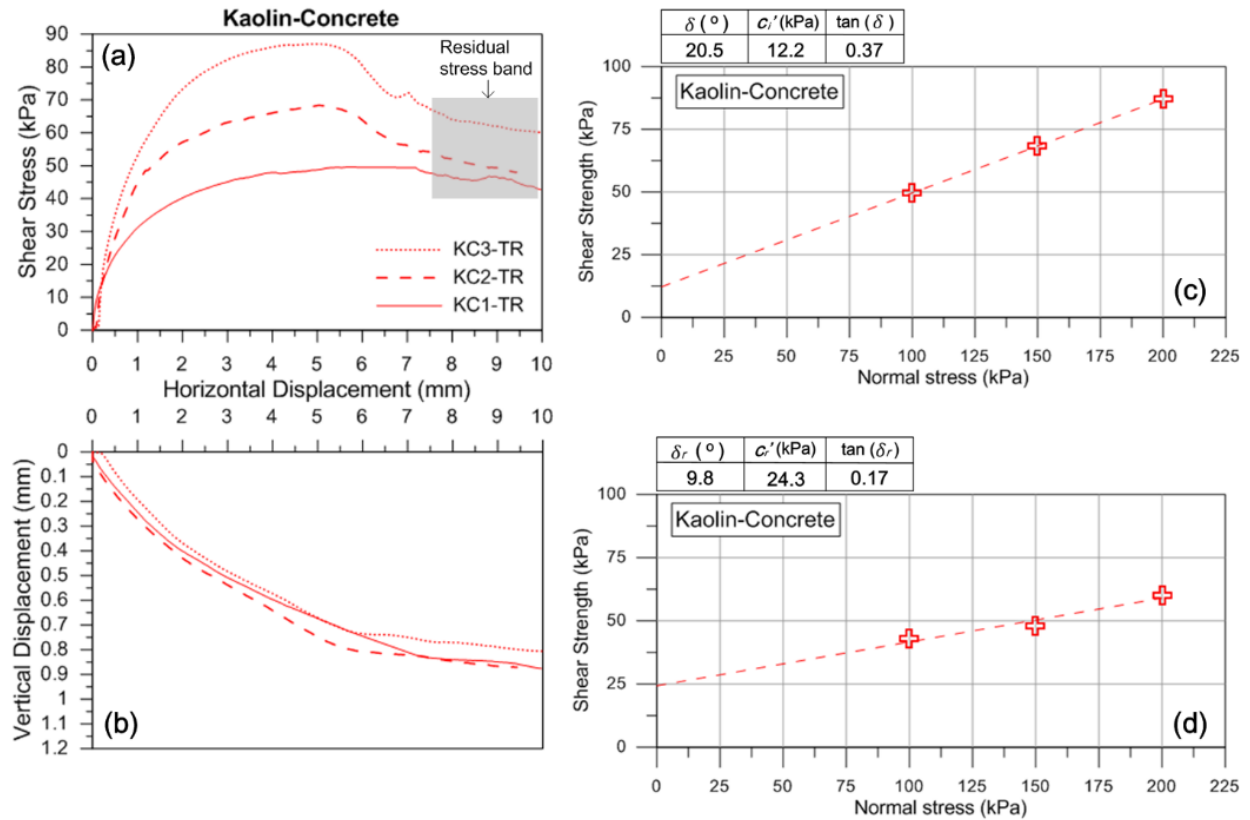 Kaolin-Concrete
(a)
Residual
stress band
90
80
70
60
50
40
30
20
10
0
Shear Stress (kPa)
KC3-TR
KC2-TR
KC1-TR
0 1 2 3 4 5 6 7 8 9 10
Horizontal Displacement (mm)
0 1 2 3 4 5 6 7 8 9 10
0
0.1
0.2
0.3
0.4
0.5
0.6
0.7
0.8
0.9
1
1.1
1.2
Vertical Displacement (mm)
(b)
δ (º) cᵢ' (kPa) tan (δ)
20.5 12.2 0.37
Kaolin-Concrete
100
75
50
25
0
Shear Strength (kPa)
(c)
0 25 50 75 100 125 150 175 200 225
Normal stress (kPa)
δr (º) cr' (kPa) tan (δr)
9.8 24.3 0.17
Kaolin-Concrete
100
75
50
25
0
Shear Strength (kPa)
(d)
0 25 50 75 100 125 150 175 200 225
Normal stress (kPa)